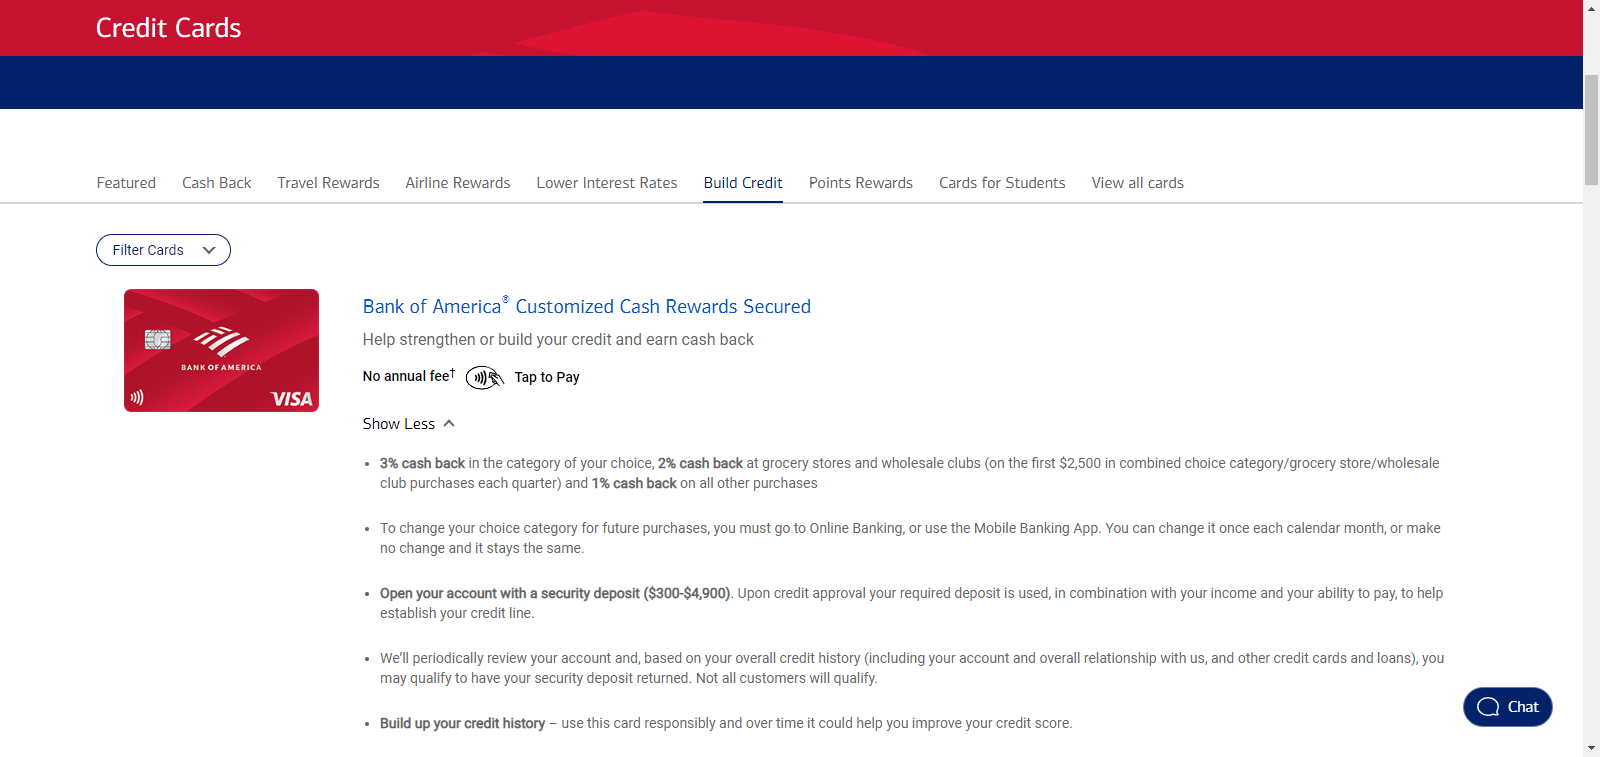 Credit Cards
Featured Cash Back Travel Rewards Airline Rewards Lower Interest Rates Build Credit Points Rewards Cards for Students View all cards
Filter Cards
BANK OF AMERICA
VISA
Bank of America® Customized Cash Rewards Secured
Help strengthen or build your credit and earn cash back
No annual fee† Tap to Pay
Show Less
• 3% cash back in the category of your choice, 2% cash back at grocery stores and wholesale clubs (on the first $2,500 in combined choice category/grocery store/wholesale
club purchases each quarter) and 1% cash back on all other purchases
• To change your choice category for future purchases, you must go to Online Banking, or use the Mobile Banking App. You can change it once each calendar month, or make
no change and it stays the same.
• Open your account with a security deposit ($300-$4,900). Upon credit approval your required deposit is used, in combination with your income and your ability to pay, to help
establish your credit line.
• We'll periodically review your account and, based on your overall credit history (including your account and overall relationship with us, and other credit cards and loans), you
may qualify to have your security deposit returned. Not all customers will qualify.
• Build up your credit history – use this card responsibly and over time it could help you improve your credit score.
Chat